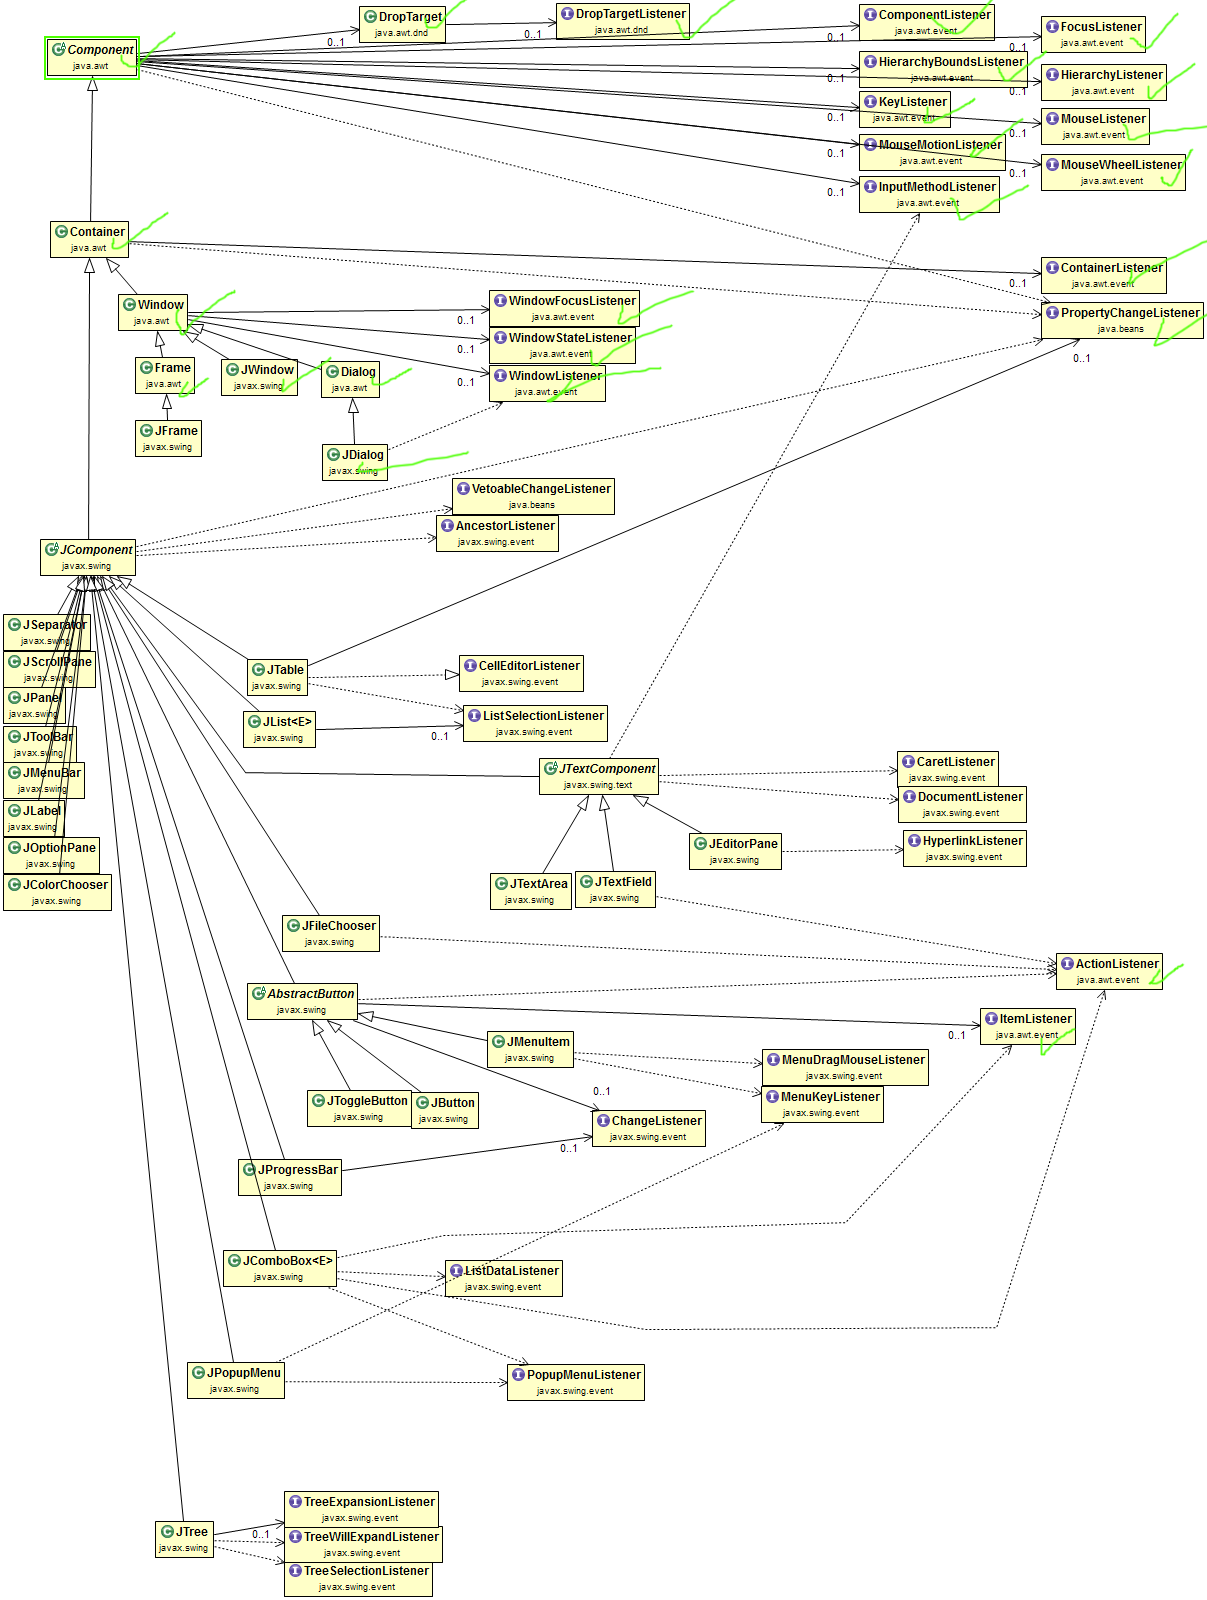 DropTarget
java.awt.dnd
0..1
DropTargetListener
java.awt.dnd
0..1
ComponentListener
java.awt.event
0..1
FocusListener
java.awt.event
0..1
Component
java.awt
HierarchyBoundsListener
java.awt.event
0..1
HierarchyListener
java.awt.event
0..1
KeyListener
java.awt.event
0..1
MouseListener
java.awt.event
0..1
MouseMotionListener
java.awt.event
0..1
MouseWheelListener
java.awt.event
0..1
InputMethodListener
java.awt.event
0..1
Container
java.awt
ContainerListener
java.awt.event
0..1
Window
java.awt
WindowFocusListener
java.awt.event
0..1
PropertyChangeListener
java.beans
0..1
WindowStateListener
java.awt.event
0..1
Frame
java.awt
JWindow
javax.swing
Dialog
java.awt
WindowListener
java.awt.event
0..1
JFrame
javax.swing
JDialog
javax.swing
VetoableChangeListener
java.beans
AncestorListener
javax.swing.event
JComponent
javax.swing
JSeparator
javax.swing
JScrollPane
javax.swing
JPanel
javax.swing
JToolBar
javax.swing
JMenuBar
javax.swing
JLabel
javax.swing
JOptionPane
javax.swing
JColorChooser
javax.swing
JTable
javax.swing
CellEditorListener
javax.swing.event
JList<E>
javax.swing
0..1
ListSelectionListener
javax.swing.event
JTextComponent
javax.swing.text
CaretListener
javax.swing.event
DocumentListener
javax.swing.event
JEditorPane
javax.swing
HyperlinkListener
javax.swing.event
JTextArea
javax.swing
JTextField
javax.swing
JFileChooser
javax.swing
ActionListener
java.awt.event
AbstractButton
javax.swing
ItemListener
java.awt.event
0..1
JMenuItem
javax.swing
MenuDragMouseListener
javax.swing.event
MenuKeyListener
javax.swing.event
JToggleButton
javax.swing
JButton
javax.swing
0..1
ChangeListener
javax.swing.event
0..1
JProgressBar
javax.swing
JComboBox<E>
javax.swing
ListDataListener
javax.swing.event
JPopupMenu
javax.swing
PopupMenuListener
javax.swing.event
JTree
javax.swing
0..1
TreeExpansionListener
javax.swing.event
TreeWillExpandListener
javax.swing.event
TreeSelectionListener
javax.swing.event